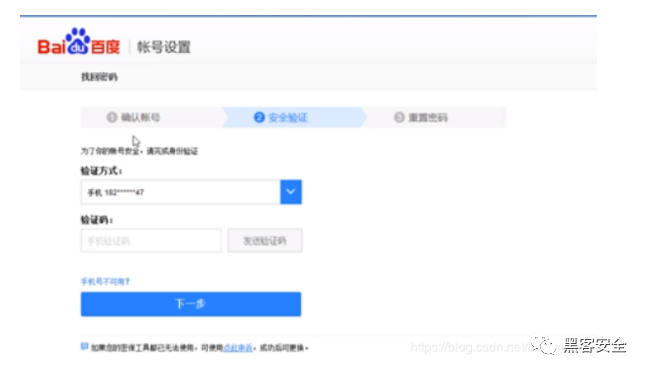 Bai du 百度 帐号设置
找回密码
1 确认帐号 2 安全验证 3 重置密码
为了你的帐号安全，请完成身份验证
验证方式：
手机 182******47
验证码：
手机验证码 发送验证码
手机号不可用？
下一步
如果您的密保工具都已无法使用，可使用点此申诉，成功后可更换。
https://blog.csdn.net/
黑客安全